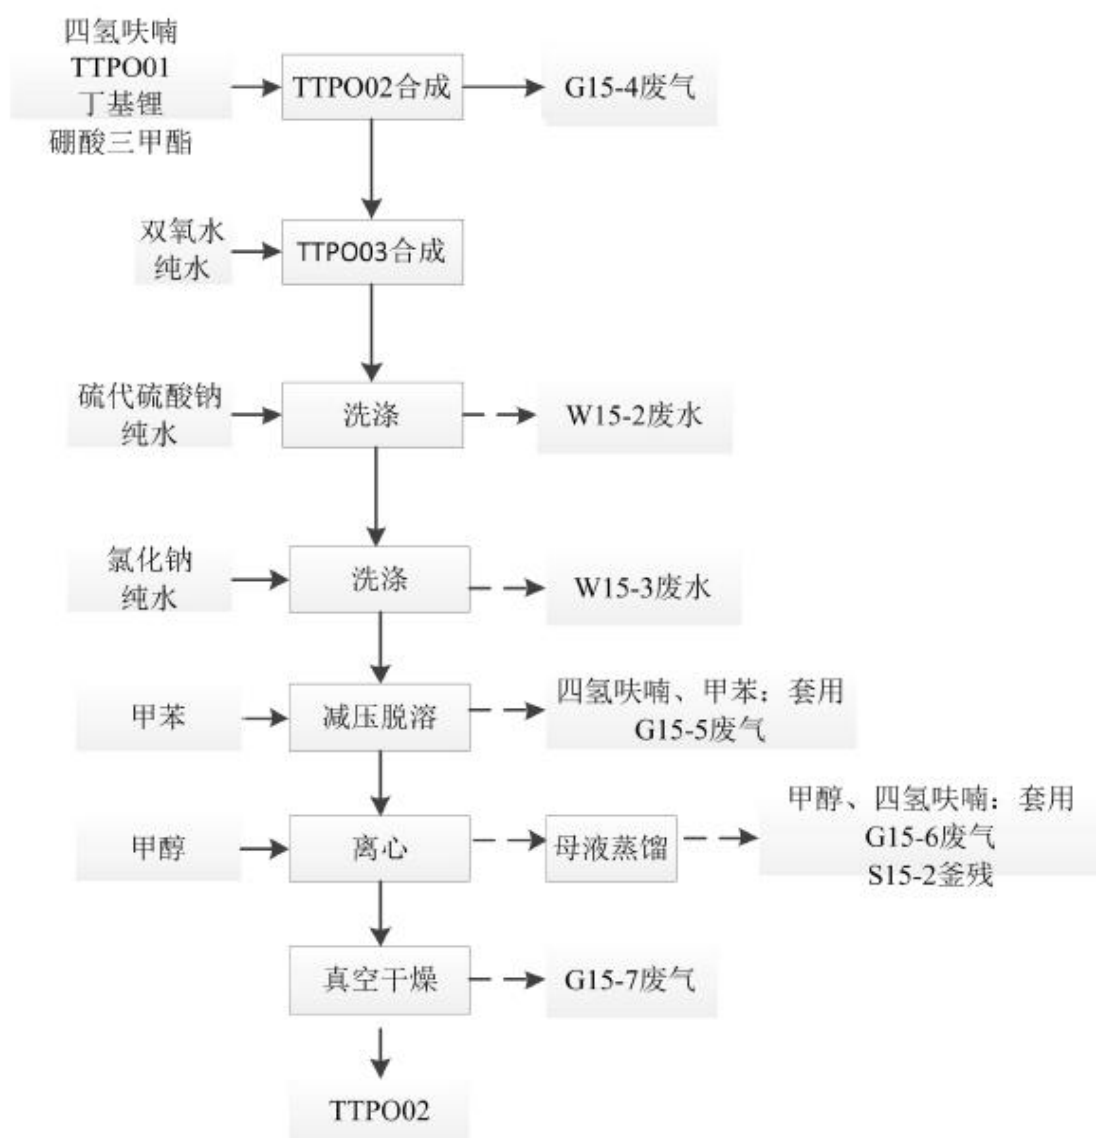 四氢呋喃
TTPO01
丁基锂
硼酸三甲酯
TTPO02合成
G15-4废气
双氧水
纯水
TTPO03合成
硫代硫酸钠
纯水
洗涤
W15-2废水
氯化钠
纯水
洗涤
W15-3废水
甲苯
减压脱溶
四氢呋喃、甲苯：套用
G15-5废气
甲醇
离心
母液蒸馏
甲醇、四氢呋喃：套用
G15-6废气
S15-2釜残
真空干燥
G15-7废气
TTPO02